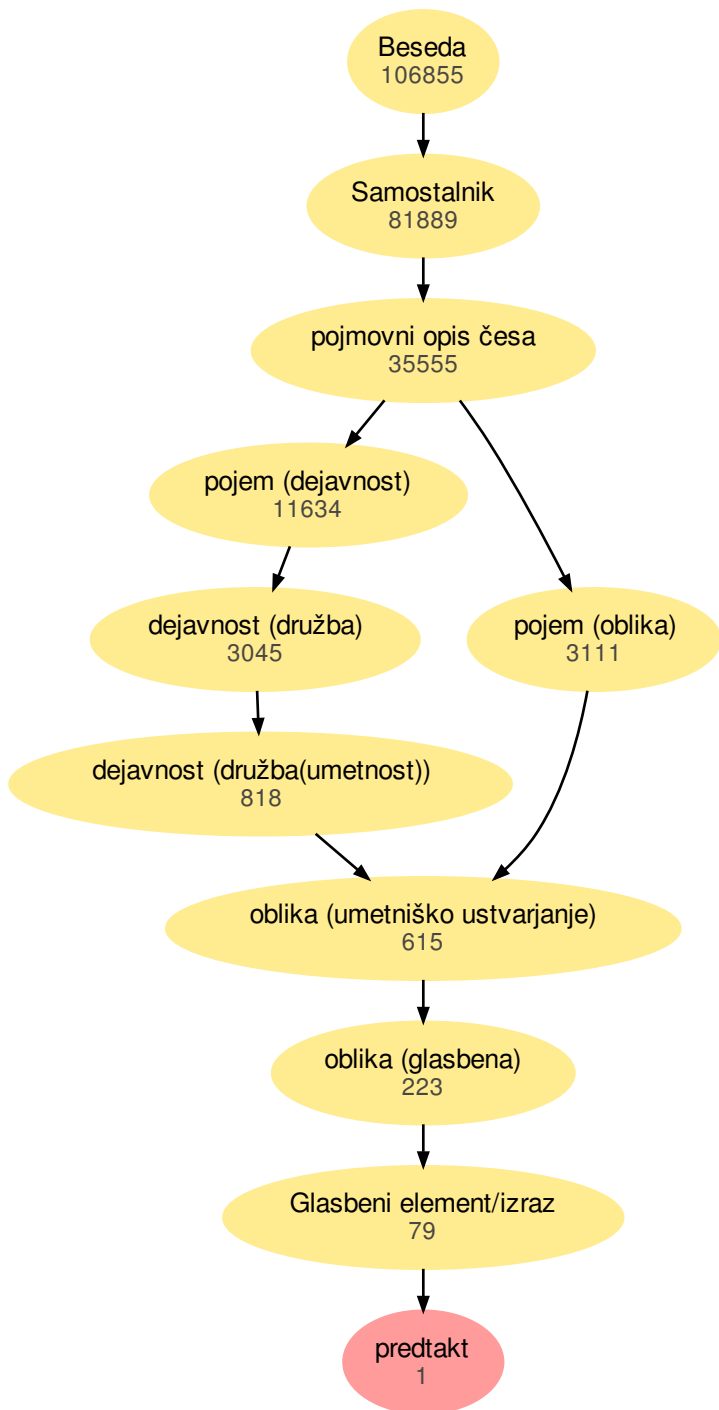 Beseda
106855
Samostalnik
81889
pojmovni opis česa
35555
pojem (dejavnost)
11634
dejavnost (družba)
3045
pojem (oblika)
3111
dejavnost (družba(umetnost))
818
oblika (umetniško ustvarjanje)
615
oblika (glasbena)
223
Glasbeni element/izraz
79
predtakt
1